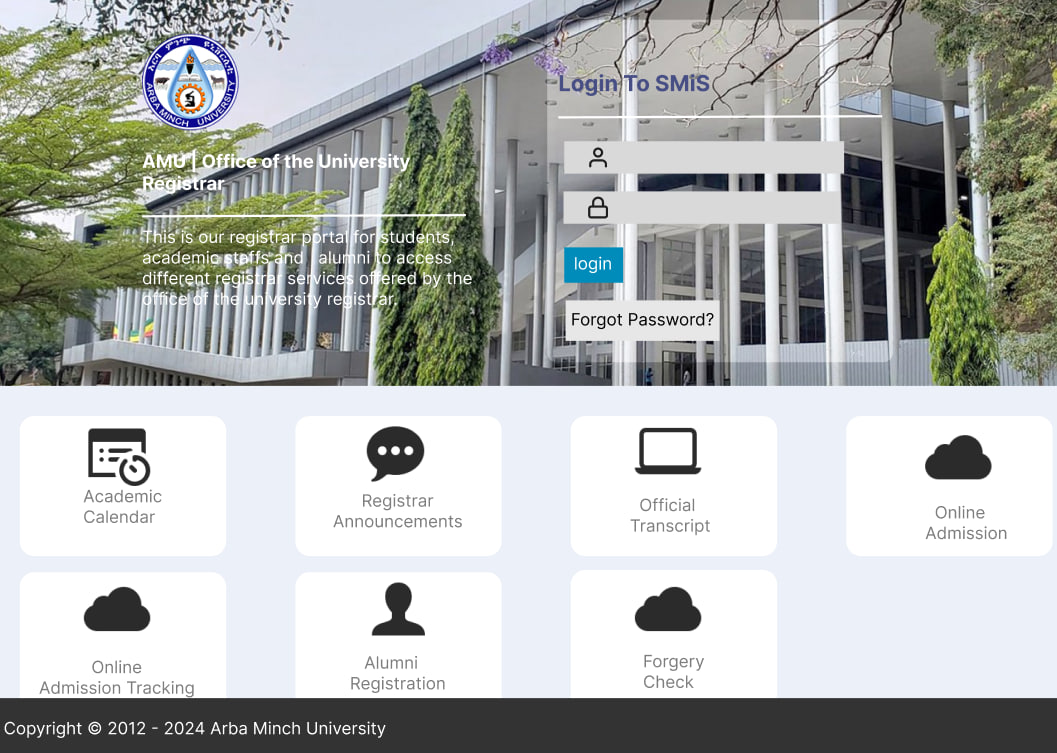 አርባ ምንጭ ዩኒቨርሲቲ
ARBA MINCH UNIVERSITY
AMU | Office of the University
Registrar
This is our registrar portal for students,
academic staffs and alumni to access
different registrar services offered by the
office of the university registrar.
Login To SMiS
login
Forgot Password?
Academic
Calendar
Registrar
Announcements
Official
Transcript
Online
Admission
Online
Admission Tracking
Alumni
Registration
Forgery
Check
Copyright © 2012 - 2024 Arba Minch University